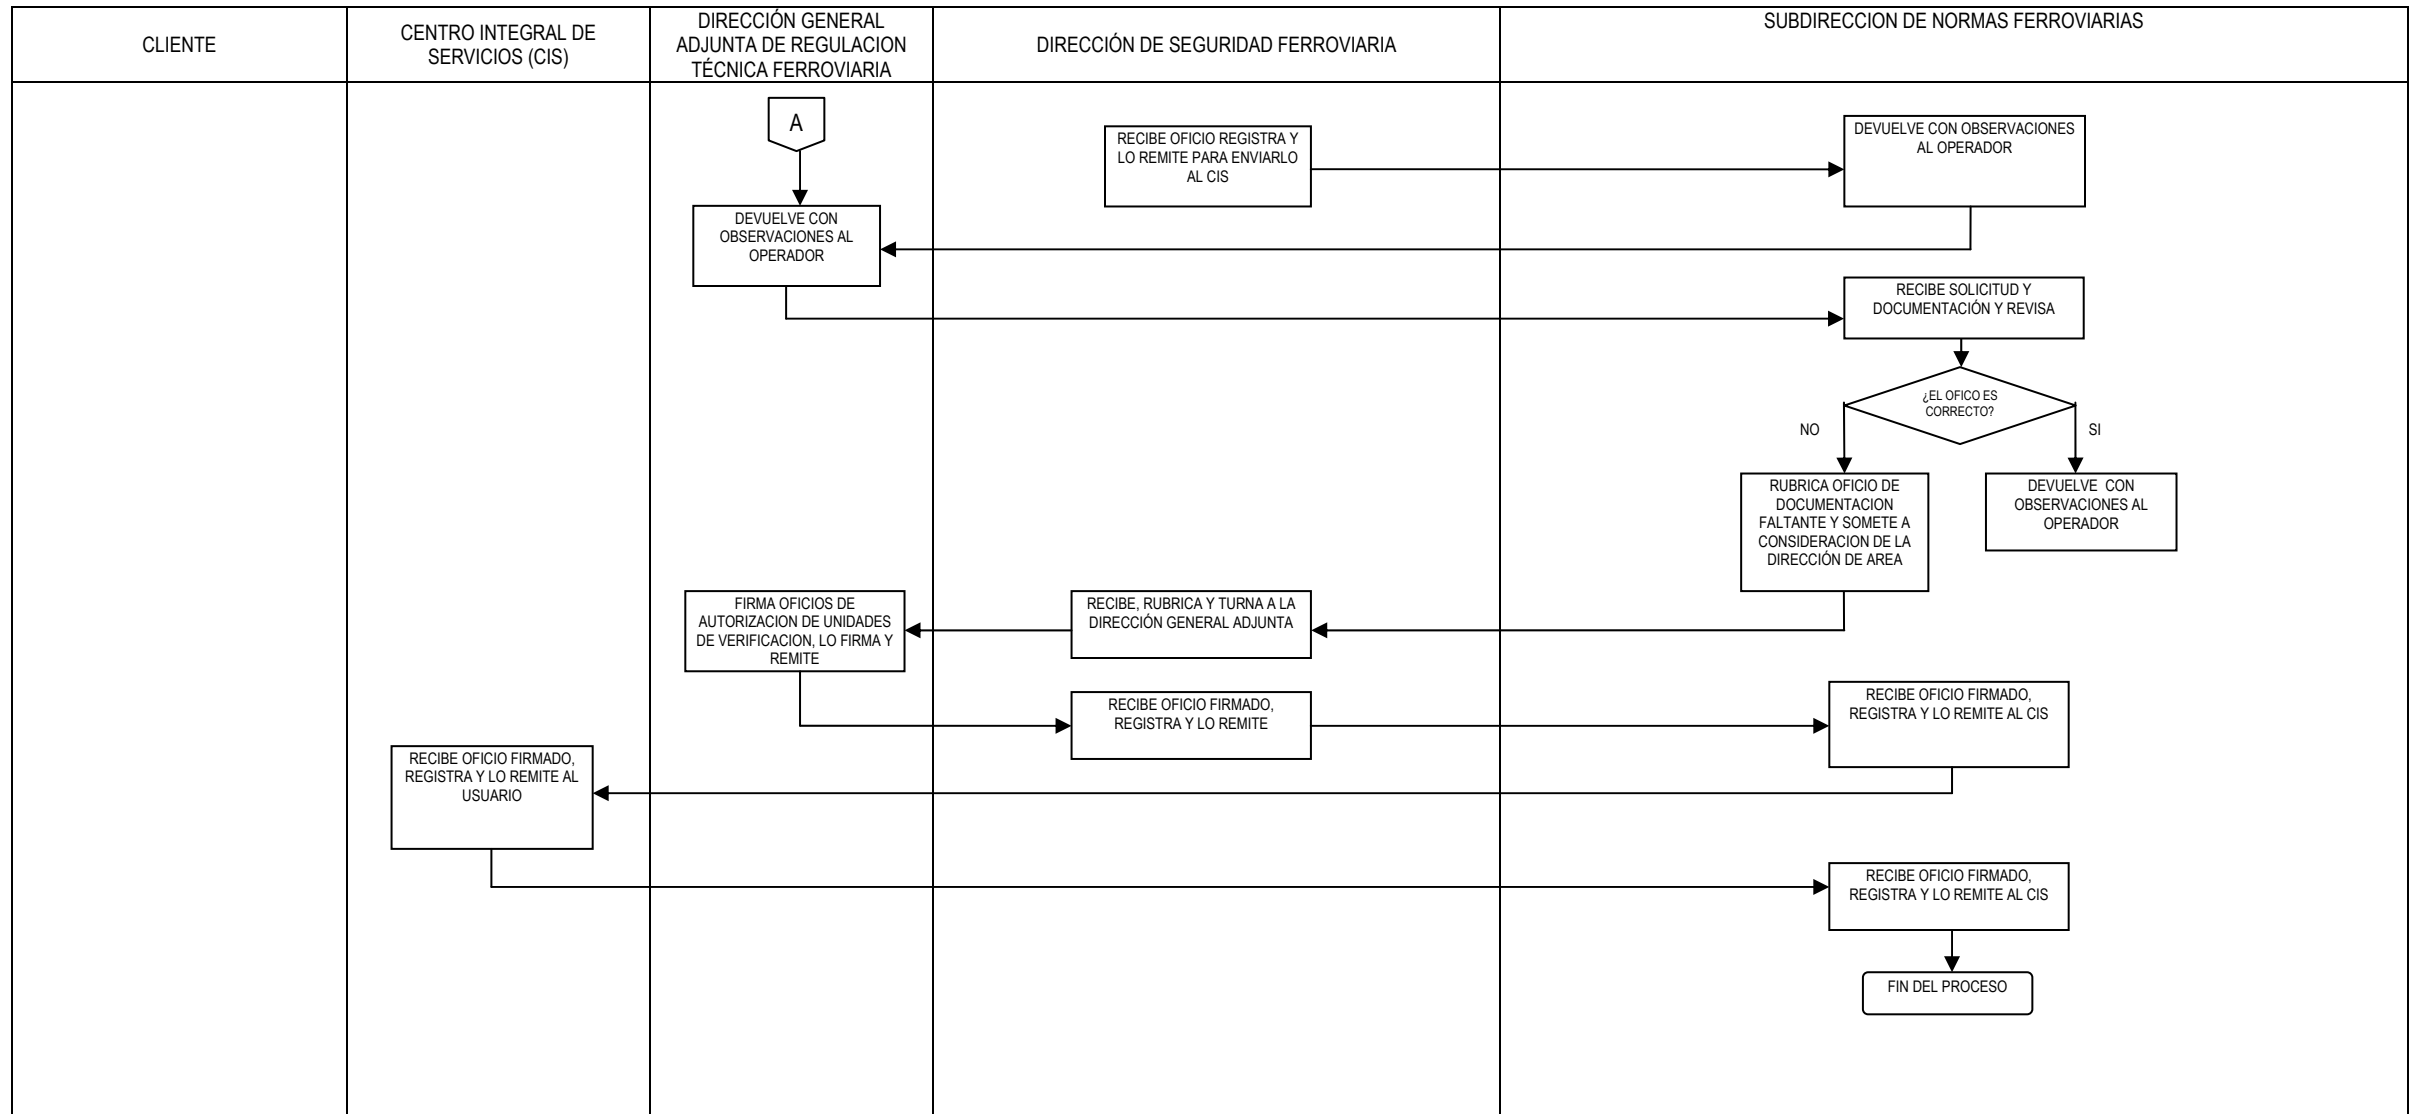 CLIENTE
CENTRO INTEGRAL DE
SERVICIOS (CIS)
DIRECCIÓN GENERAL
ADJUNTA DE REGULACION
TÉCNICA FERROVIARIA
DIRECCIÓN DE SEGURIDAD FERROVIARIA
SUBDIRECCION DE NORMAS FERROVIARIAS
A
RECIBE OFICIO REGISTRA Y
LO REMITE PARA ENVIARLO
AL CIS
DEVUELVE CON OBSERVACIONES
AL OPERADOR
DEVUELVE CON
OBSERVACIONES AL
OPERADOR
RECIBE SOLICITUD Y
DOCUMENTACIÓN Y REVISA
¿EL OFICO ES
CORRECTO?
NO
SI
RUBRICA OFICIO DE
DOCUMENTACION
FALTANTE Y SOMETE A
CONSIDERACION DE LA
DIRECCIÓN DE AREA
DEVUELVE CON
OBSERVACIONES AL
OPERADOR
FIRMA OFICIOS DE
AUTORIZACION DE UNIDADES
DE VERIFICACION, LO FIRMA Y
REMITE
RECIBE, RUBRICA Y TURNA A LA
DIRECCIÓN GENERAL ADJUNTA
RECIBE OFICIO FIRMADO,
REGISTRA Y LO REMITE
RECIBE OFICIO FIRMADO,
REGISTRA Y LO REMITE AL CIS
RECIBE OFICIO FIRMADO,
REGISTRA Y LO REMITE AL
USUARIO
RECIBE OFICIO FIRMADO,
REGISTRA Y LO REMITE AL CIS
FIN DEL PROCESO